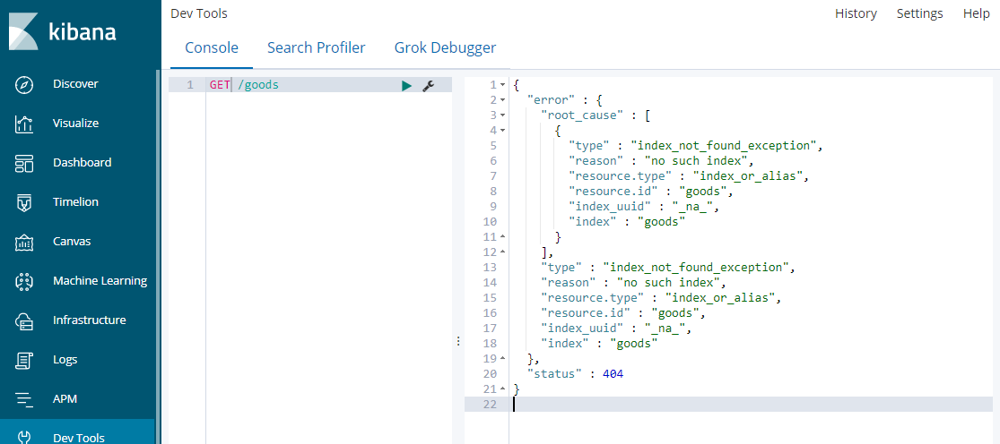 kibana
Discover
Visualize
Dashboard
Timelion
Canvas
Machine Learning
Infrastructure
Logs
APM
Dev Tools
Dev Tools
History Settings Help
Console Search Profiler Grok Debugger
1 GET /goods
1 {
2 "error" : {
3 "root_cause" : [
4 {
5 "type" : "index_not_found_exception",
6 "reason" : "no such index",
7 "resource.type" : "index_or_alias",
8 "resource.id" : "goods",
9 "index_uuid" : "_na_",
10 "index" : "goods"
11 }
12 ],
13 "type" : "index_not_found_exception",
14 "reason" : "no such index",
15 "resource.type" : "index_or_alias",
16 "resource.id" : "goods",
17 "index_uuid" : "_na_",
18 "index" : "goods"
19 },
20 "status" : 404
21 }
22